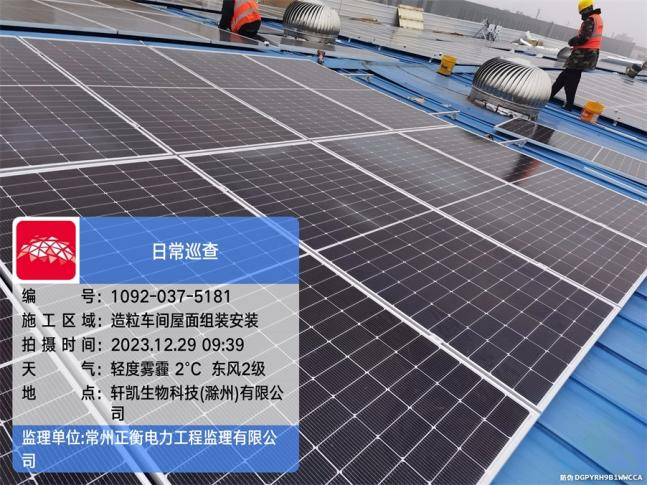 日常巡查
编 号：1092-037-5181
施工区域：造粒车间屋面组装安装
拍摄时间：2023.12.29 09:39
天 气：轻度雾霾 2°C 东风2级
地 点：轩凯生物科技(滁州)有限公
司
监理单位:常州正衡电力工程监理有限公
司
防伪 DGPYRH9B1WWCCA